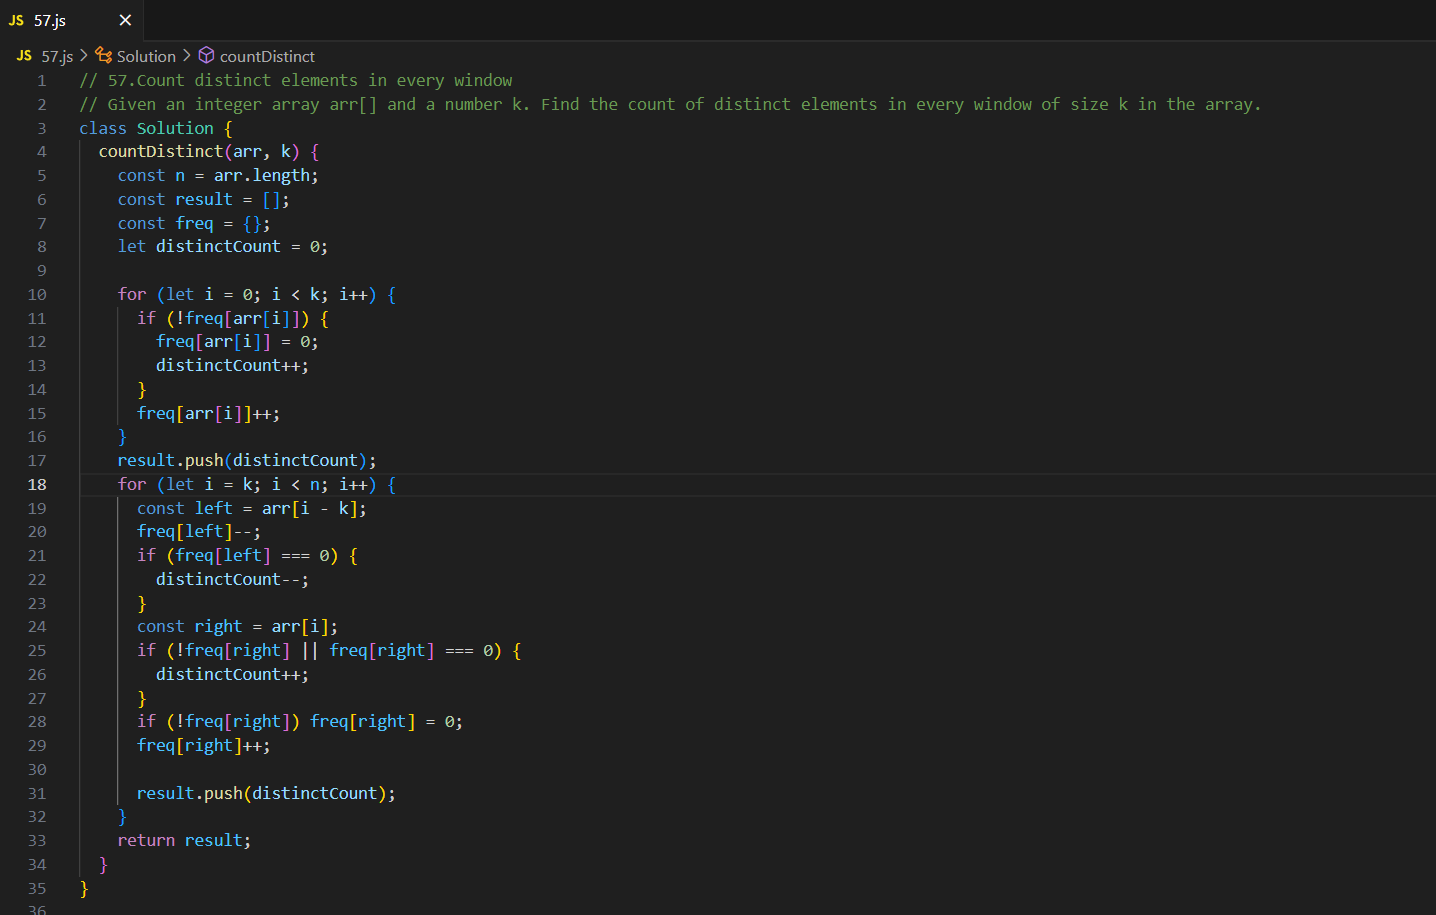 JS 57.js ×
JS 57.js > Solution > countDistinct
1 // 57.Count distinct elements in every window
2 // Given an integer array arr[] and a number k. Find the count of distinct elements in every window of size k in the array.
3 class Solution {
4   countDistinct(arr, k) {
5     const n = arr.length;
6     const result = [];
7     const freq = {};
8     let distinctCount = 0;
9
10     for (let i = 0; i < k; i++) {
11       if (!freq[arr[i]]) {
12         freq[arr[i]] = 0;
13         distinctCount++;
14       }
15       freq[arr[i]]++;
16     }
17     result.push(distinctCount);
18     for (let i = k; i < n; i++) {
19       const left = arr[i - k];
20       freq[left]--;
21       if (freq[left] === 0) {
22         distinctCount--;
23       }
24       const right = arr[i];
25       if (!freq[right] || freq[right] === 0) {
26         distinctCount++;
27       }
28       if (!freq[right]) freq[right] = 0;
29       freq[right]++;
30
31       result.push(distinctCount);
32     }
33     return result;
34   }
35 }
36